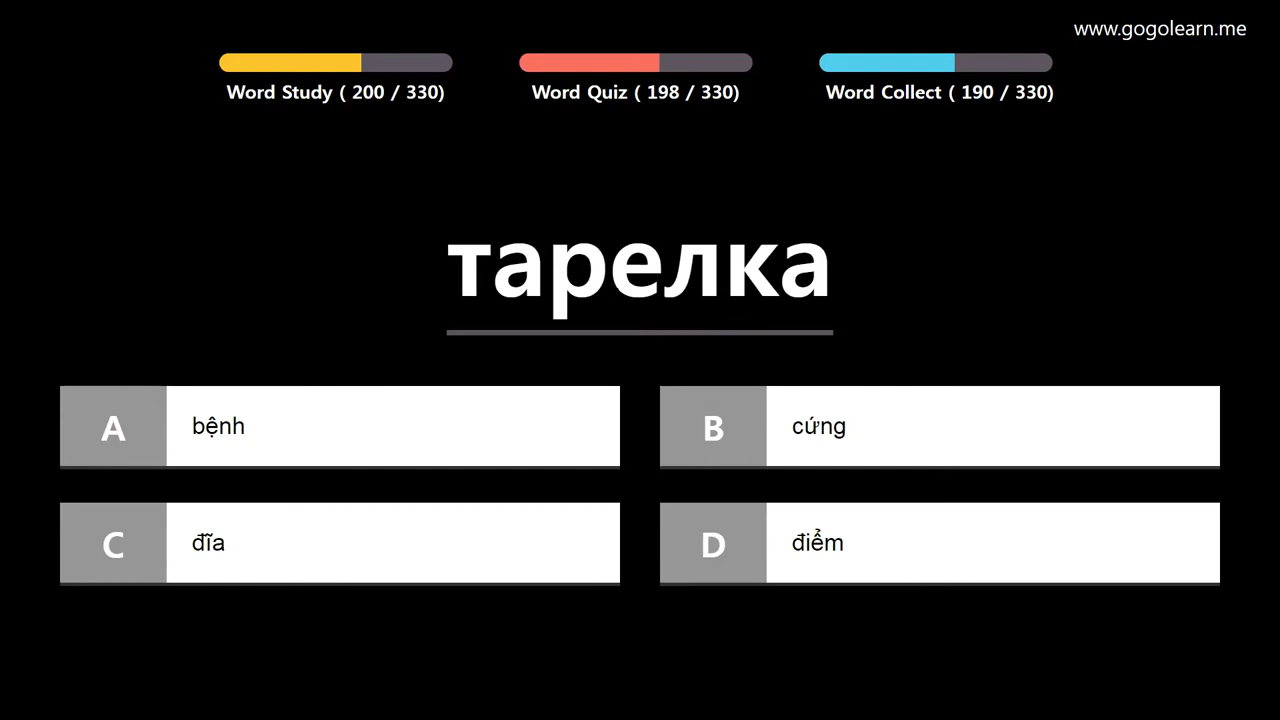 www.gogolearn.me
Word Study ( 200 / 330)
Word Quiz ( 198 / 330)
Word Collect ( 190 / 330)
тарелка
A bệnh
B cứng
C đĩa
D điểm